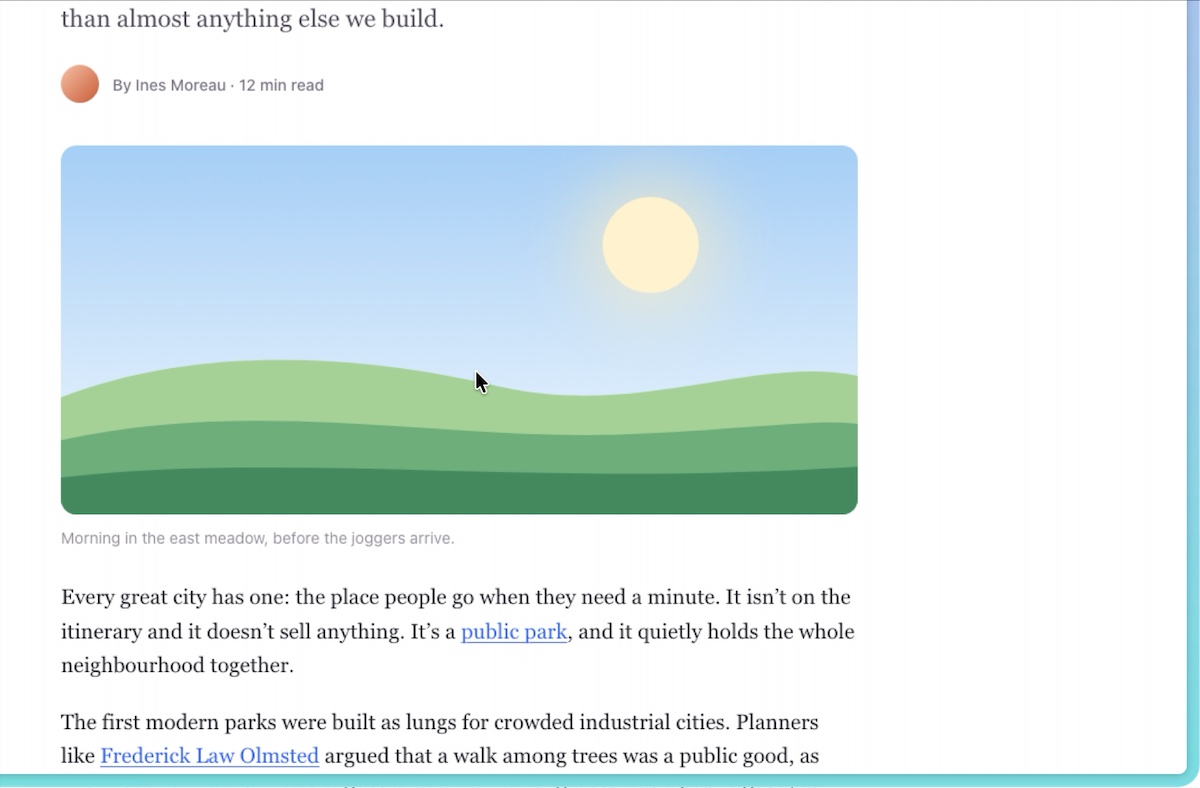 than almost anything else we build.
By Ines Moreau · 12 min read
Morning in the east meadow, before the joggers arrive.
Every great city has one: the place people go when they need a minute. It isn’t on the
itinerary and it doesn’t sell anything. It’s a public park, and it quietly holds the whole
neighbourhood together.
The first modern parks were built as lungs for crowded industrial cities. Planners
like Frederick Law Olmsted argued that a walk among trees was a public good, as